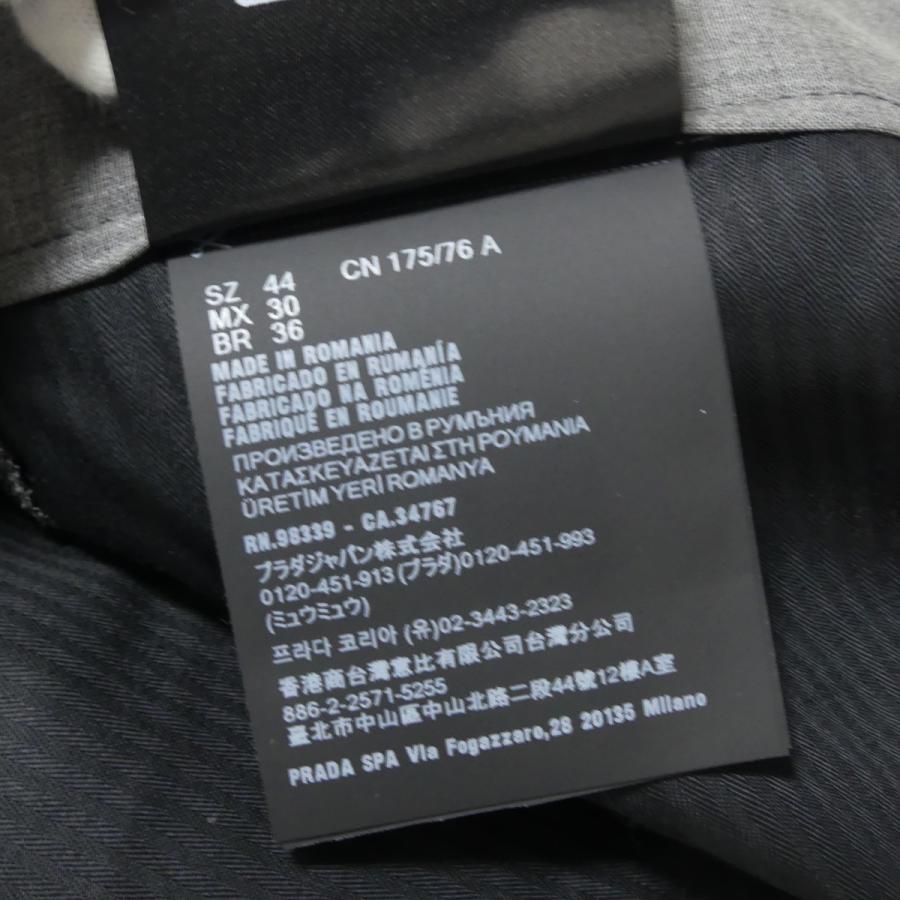 SZ 44 CN 175/76 A
MX 30
BR 36
MADE IN ROMANIA
FABRICADO EN RUMANÍA
FABRICADO NA ROMÉNIA
FABRIQUÉ EN ROUMANIE
ПРОИЗВЕДЕНО В РУМЪНИЯ
ΚΑΤΑΣΚΕΥΑΖΕΤΑΙ ΣΤΗ ΡΟΥΜΑΝΙΑ
ÜRETİM YERİ ROMANYA
RN.98339 - CA.34767
プラダジャパン株式会社
0120-451-913 (プラダ)0120-451-993
(ミュウミュウ)
프라다 코리아 (유)02-3443-2323
香港商台灣意比有限公司台灣分公司
886-2-2571-5255
臺北市中山區中山北路二段44號12樓A室
PRADA SPA Via Fogazzaro,28 20135 Milano